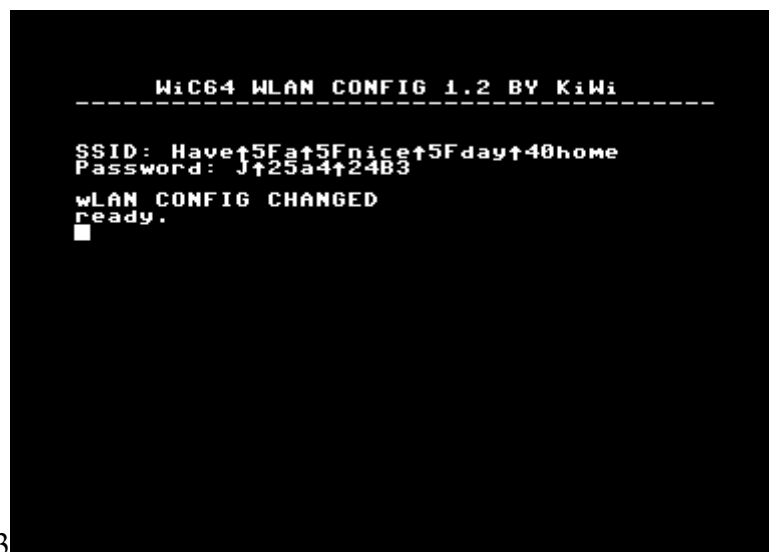 WiC64 WLAN CONFIG 1.2 BY KiWi
----------------------------------------
SSID: Have↑5Fa↑5Fnice↑5Fday↑40home
Password: J↑25a4↑24B3
wLAN CONFIG CHANGED
ready.